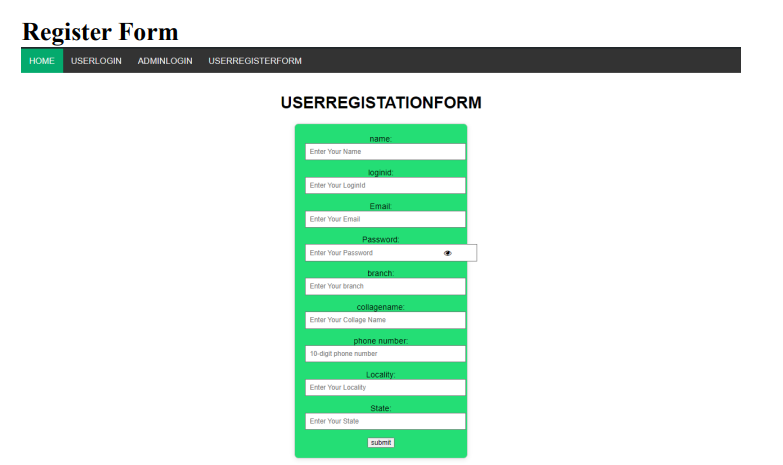 Register Form
HOME USERLOGIN ADMINLOGIN USERREGISTERFORM
USERREGISTATIONFORM
name:
Enter Your Name
loginid:
Enter Your LoginId
Email:
Enter Your Email
Password:
Enter Your Password
branch:
Enter Your branch
collagename:
Enter Your Collage Name
phone number:
10-digit phone number
Locality:
Enter Your Locality
State:
Enter Your State
submit